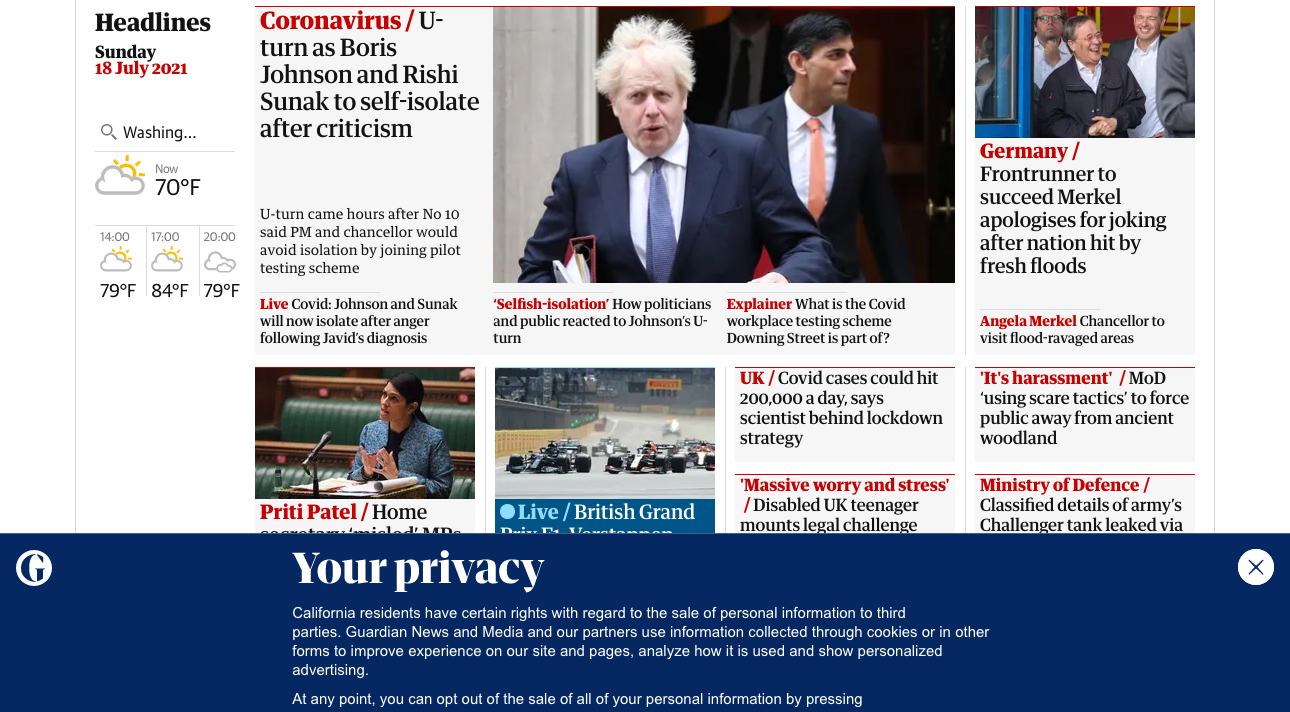 Headlines
Sunday
18 July 2021
Washing...
Now
70°F
14:00
17:00
20:00
79°F
84°F
79°F
Coronavirus / U-
turn as Boris
Johnson and Rishi
Sunak to self-isolate
after criticism
U-turn came hours after No 10
said PM and chancellor would
avoid isolation by joining pilot
testing scheme
Live Covid: Johnson and Sunak
will now isolate after anger
following Javid's diagnosis
'Selfish-isolation' How politicians
and public reacted to Johnson's U-
turn
Explainer What is the Covid
workplace testing scheme
Downing Street is part of?
Germany /
Frontrunner to
succeed Merkel
apologises for joking
after nation hit by
fresh floods
Angela Merkel Chancellor to
visit flood-ravaged areas
Priti Patel / Home
secretary 'misled' MPs
Live / British Grand
Prix F1: Verstappen
UK / Covid cases could hit
200,000 a day, says
scientist behind lockdown
strategy
'Massive worry and stress'
/ Disabled UK teenager
mounts legal challenge
'It's harassment' / MoD
'using scare tactics' to force
public away from ancient
woodland
Ministry of Defence /
Classified details of army's
Challenger tank leaked via
G
Your privacy
California residents have certain rights with regard to the sale of personal information to third
parties. Guardian News and Media and our partners use information collected through cookies or in other
forms to improve experience on our site and pages, analyze how it is used and show personalized
advertising.
At any point, you can opt out of the sale of all of your personal information by pressing